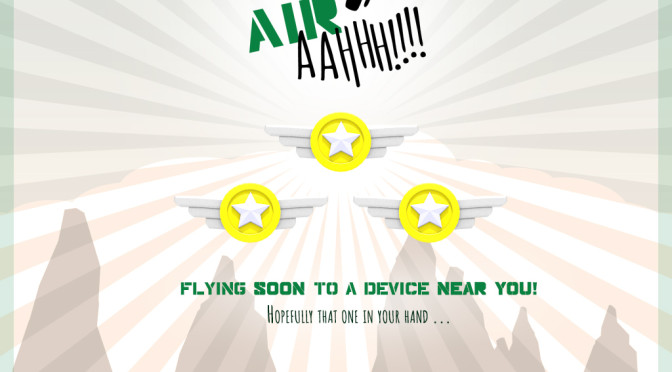 AIR
AAHHH!!!!
FLYING SOON TO A DEVICE NEAR YOU!
HOPEFULLY THAT ONE IN YOUR HAND ...